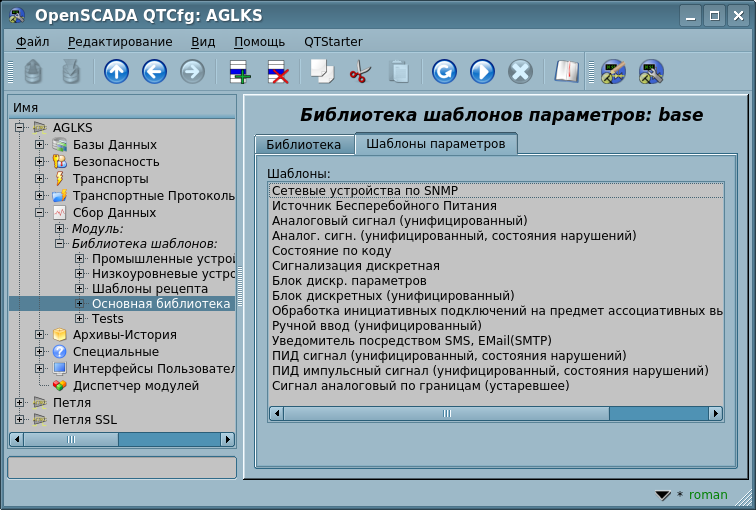 OpenSCADA QTCfg: AGLKS
Файл Редактирование Вид Помощь QTStarter
Имя
AGLKS
Базы Данных
Безопасность
Транспорты
Транспортные Протоколы
Сбор Данных
Модуль:
Библиотека шаблонов:
Промышленные устрой
Низкоуровневые устро
Шаблоны рецепта
Основная библиотека
Tests
Архивы-История
Специальные
Интерфейсы Пользовател
Диспетчер модулей
Петля
Петля SSL
Библиотека шаблонов параметров: base
Библиотека Шаблоны параметров
Шаблоны:
Сетевые устройства по SNMP
Источник Бесперебойного Питания
Аналоговый сигнал (унифицированный)
Аналог. сигн. (унифицированный, состояния нарушений)
Состояние по коду
Сигнализация дискретная
Блок дискр. параметров
Блок дискретных (унифицированный)
Обработка инициативных подключений на предмет ассоциативных вы
Ручной ввод (унифицированный)
Уведомитель посредством SMS, EMail(SMTP)
ПИД сигнал (унифицированный, состояния нарушений)
ПИД импульсный сигнал (унифицированный, состояния нарушений)
Сигнал аналоговый по границам (устаревшее)
* roman